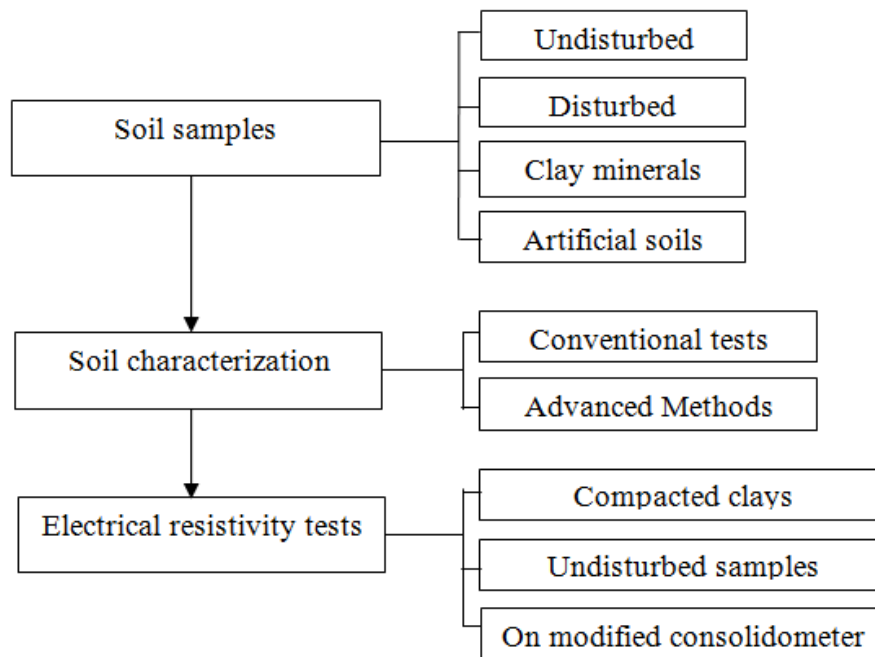 Soil samples
Undisturbed
Disturbed
Clay minerals
Artificial soils
Soil characterization
Conventional tests
Advanced Methods
Electrical resistivity tests
Compacted clays
Undisturbed samples
On modified consolidometer